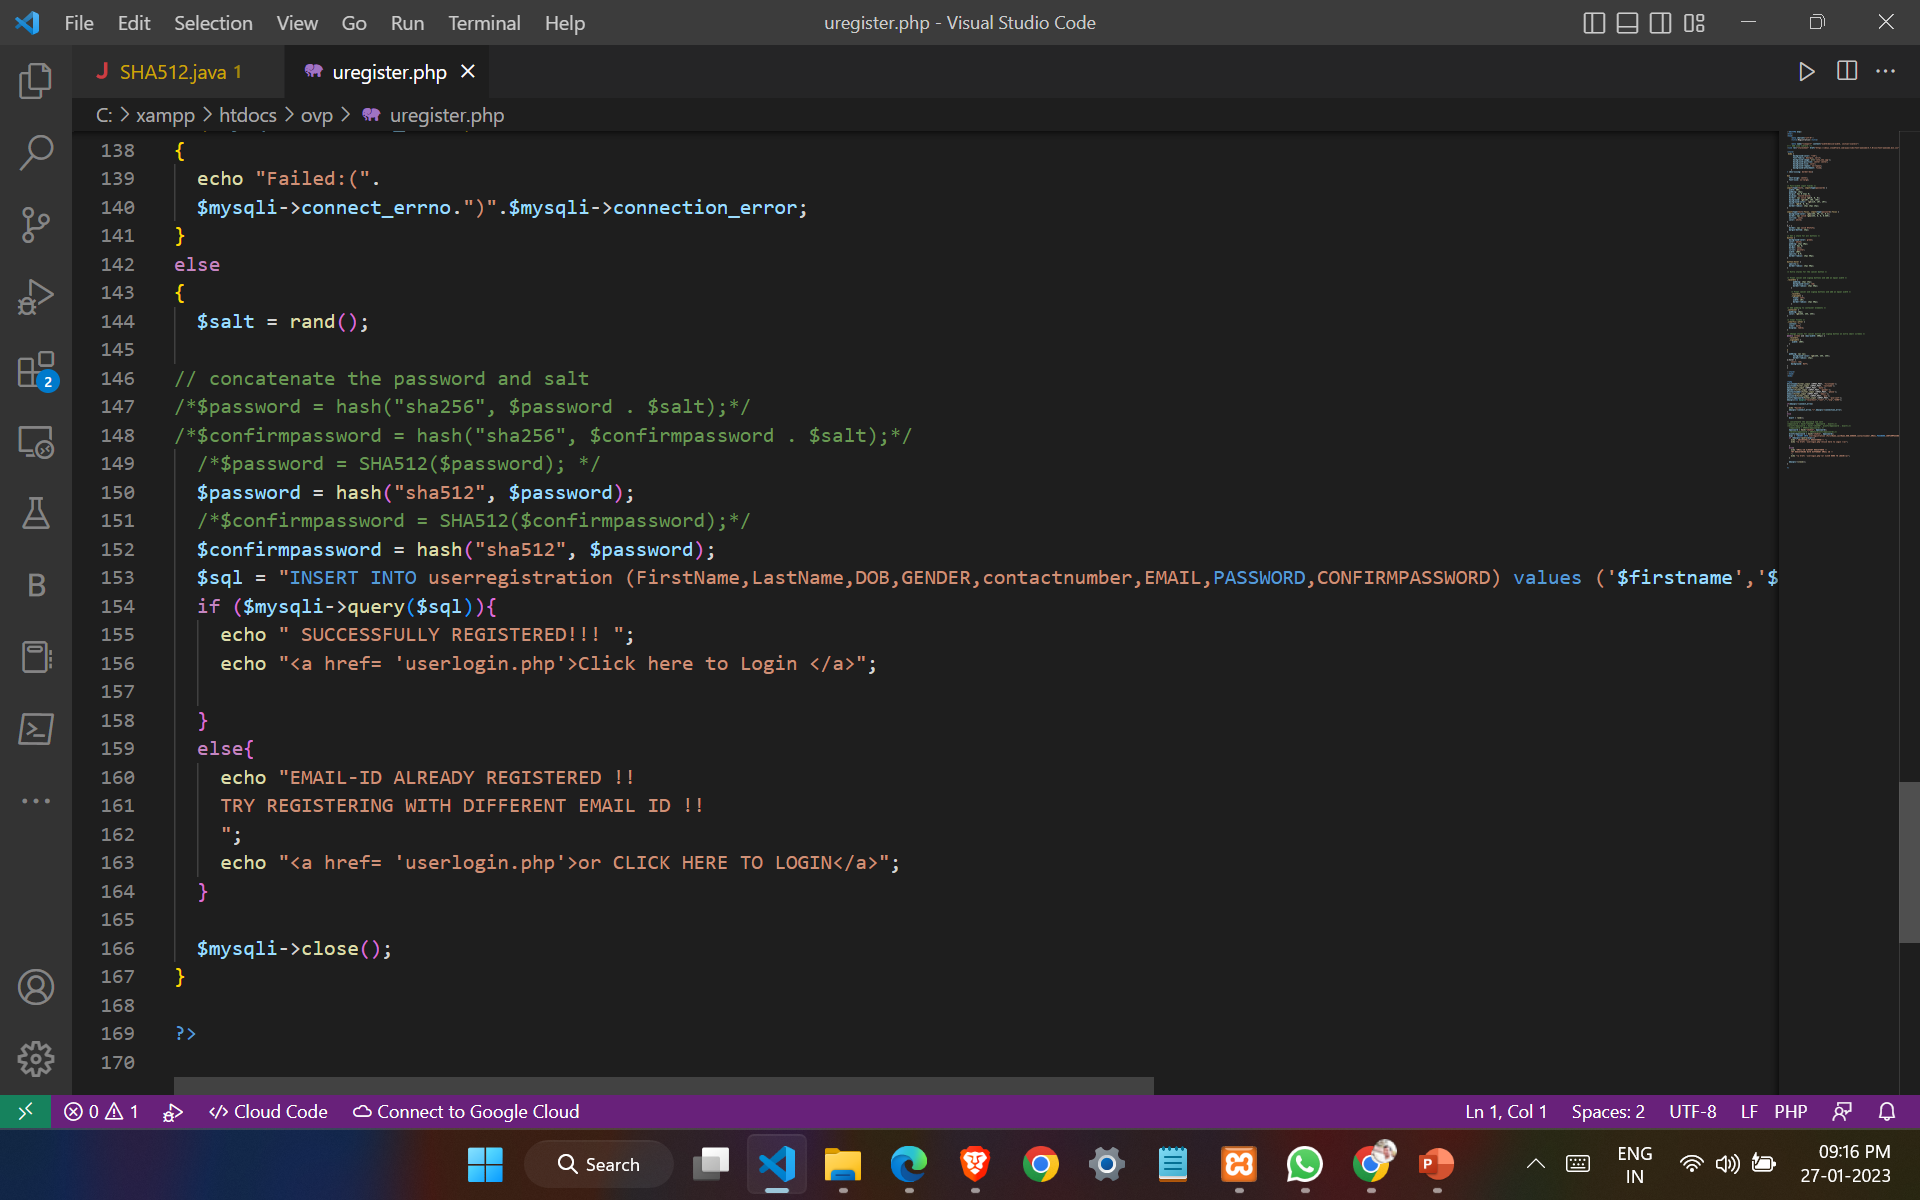 File Edit Selection View Go Run Terminal Help
uregister.php - Visual Studio Code
SHA512.java 1
uregister.php
C: > xampp > htdocs > ovp > uregister.php
138 {
139 echo "Failed:(".
140 $mysqli->connect_errno.")".$mysqli->connection_error;
141 }
142 else
143 {
144 $salt = rand();
145
146 // concatenate the password and salt
147 /*$password = hash("sha256", $password . $salt);*/
148 /*$confirmpassword = hash("sha256", $confirmpassword . $salt);*/
149 /*$password = SHA512($password); */
150 $password = hash("sha512", $password);
151 /*$confirmpassword = SHA512($confirmpassword);*/
152 $confirmpassword = hash("sha512", $password);
153 $sql = "INSERT INTO userregistration (FirstName,LastName,DOB,GENDER,contactnumber,EMAIL,PASSWORD,CONFIRMPASSWORD) values ('$firstname','$
154 if ($mysqli->query($sql)){
155 echo " SUCCESSFULLY REGISTERED!!! ";
156 echo "<a href= 'userlogin.php'>Click here to Login </a>";
157
158 }
159 else{
160 echo "EMAIL-ID ALREADY REGISTERED !!
161 TRY REGISTERING WITH DIFFERENT EMAIL ID !!
162 ";
163 echo "<a href= 'userlogin.php'>or CLICK HERE TO LOGIN</a>";
164 }
165
166 $mysqli->close();
167 }
168
169 ?>
170
2
B
0 1 Cloud Code Connect to Google Cloud
Ln 1, Col 1 Spaces: 2 UTF-8 LF PHP
Search
P
ENG
IN
09:16 PM
27-01-2023